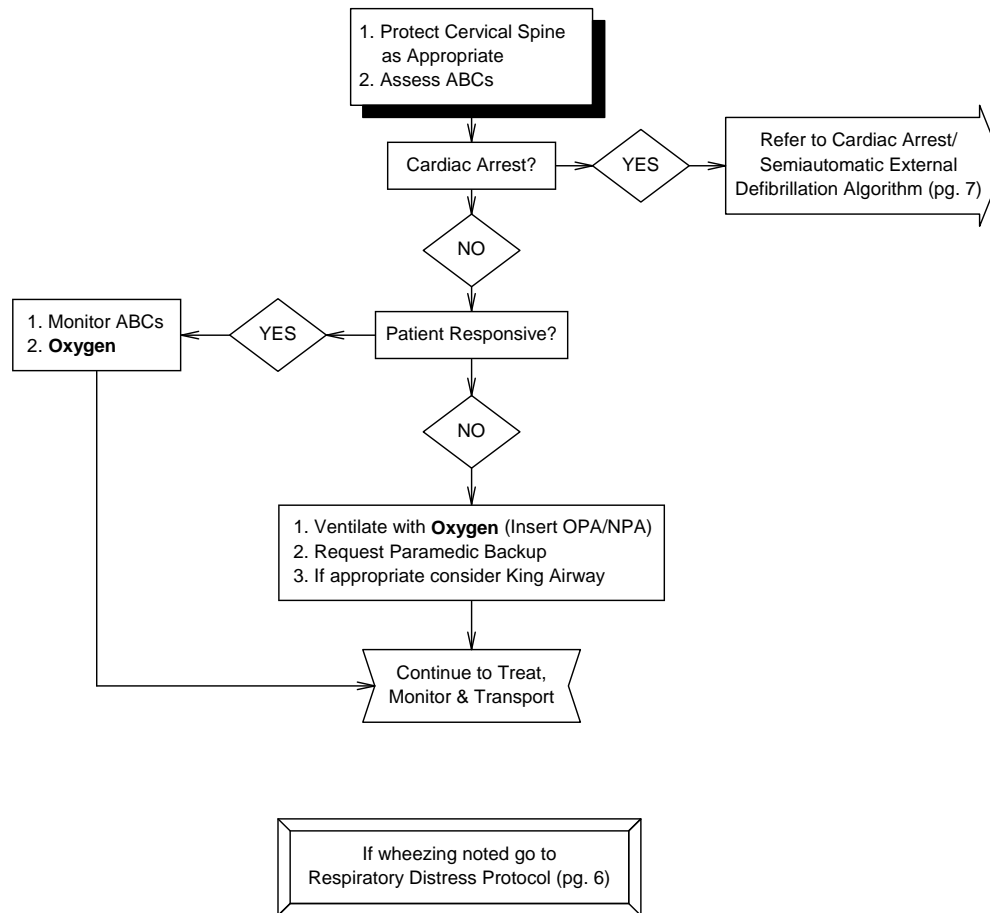 1. Protect Cervical Spine
as Appropriate
2. Assess ABCs
Cardiac Arrest?
YES
Refer to Cardiac Arrest/
Semiautomatic External
Defibrillation Algorithm (pg. 7)
NO
Patient Responsive?
YES
1. Monitor ABCs
2. Oxygen
NO
1. Ventilate with Oxygen (Insert OPA/NPA)
2. Request Paramedic Backup
3. If appropriate consider King Airway
Continue to Treat,
Monitor & Transport
If wheezing noted go to
Respiratory Distress Protocol (pg. 6)